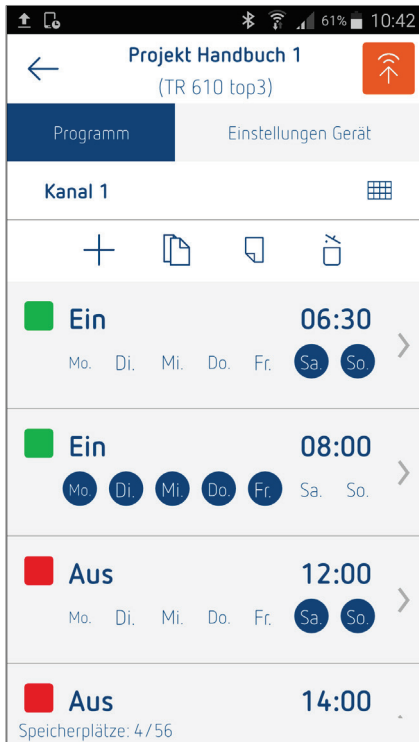 61% 10:42
Projekt Handbuch 1
(TR 610 top3)
Programm Einstellungen Gerät
Kanal 1
Ein 06:30
Mo. Di. Mi. Do. Fr. Sa. So.
Ein 08:00
Mo. Di. Mi. Do. Fr. Sa. So.
Aus 12:00
Mo. Di. Mi. Do. Fr. Sa. So.
Aus 14:00
Speicherplätze: 4/56